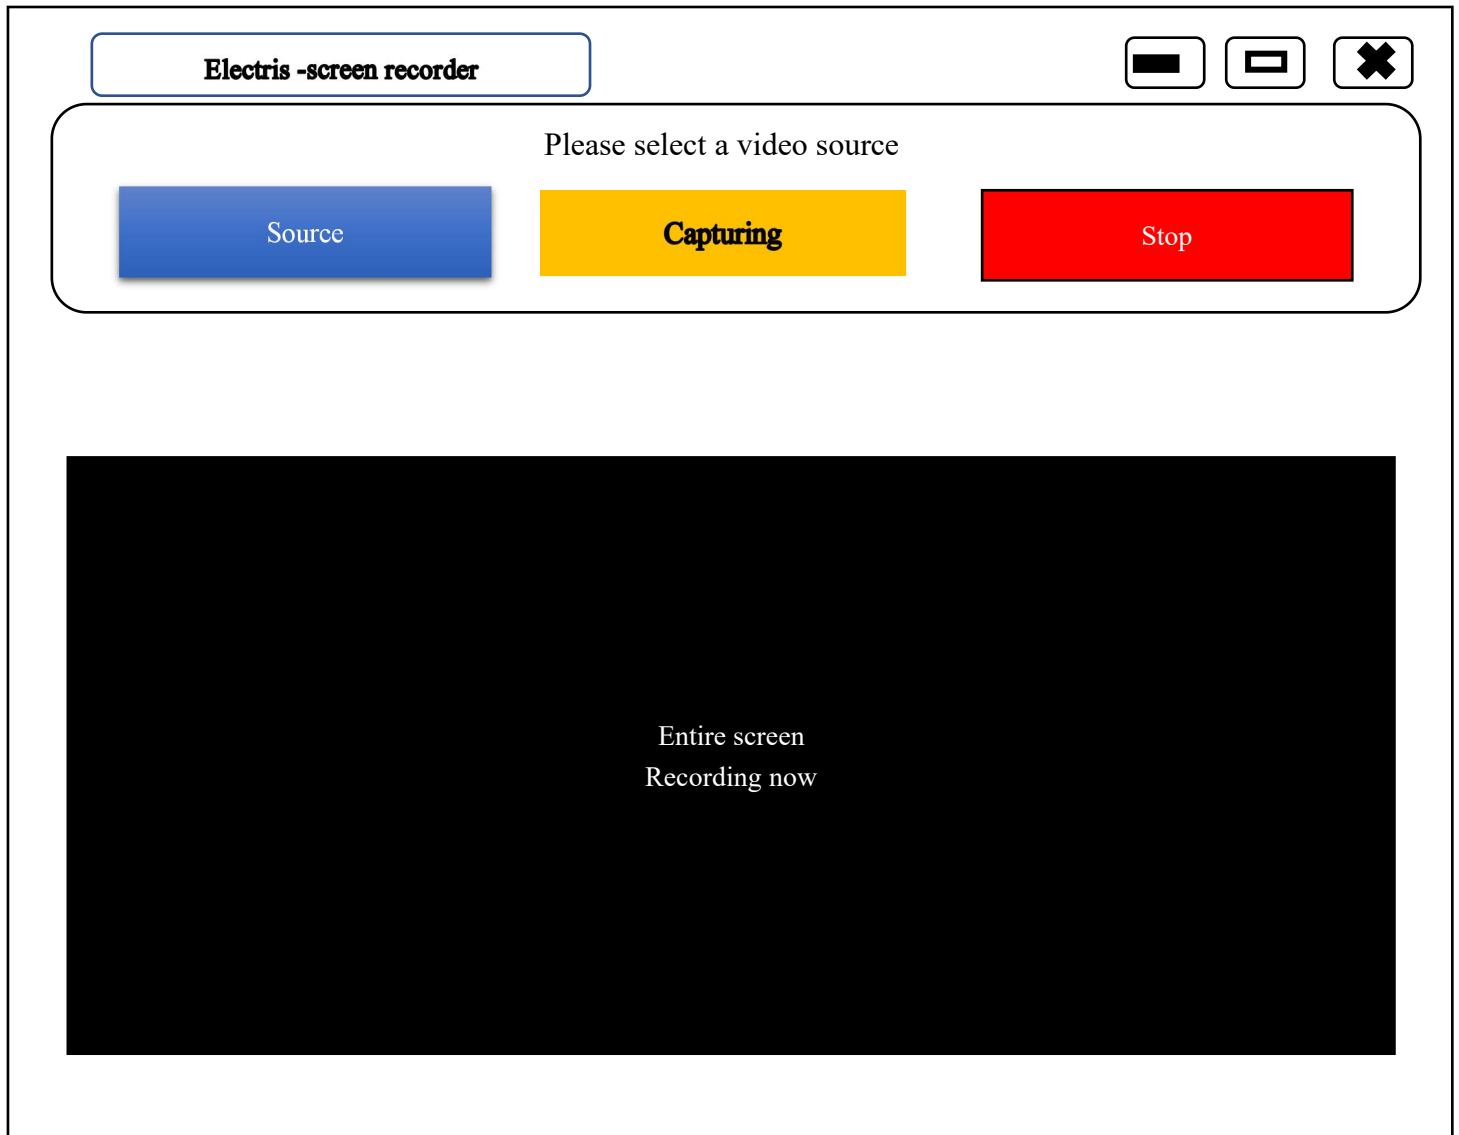 Electris -screen recorder
Please select a video source
Source
Capturing
Stop
Entire screen
Recording now